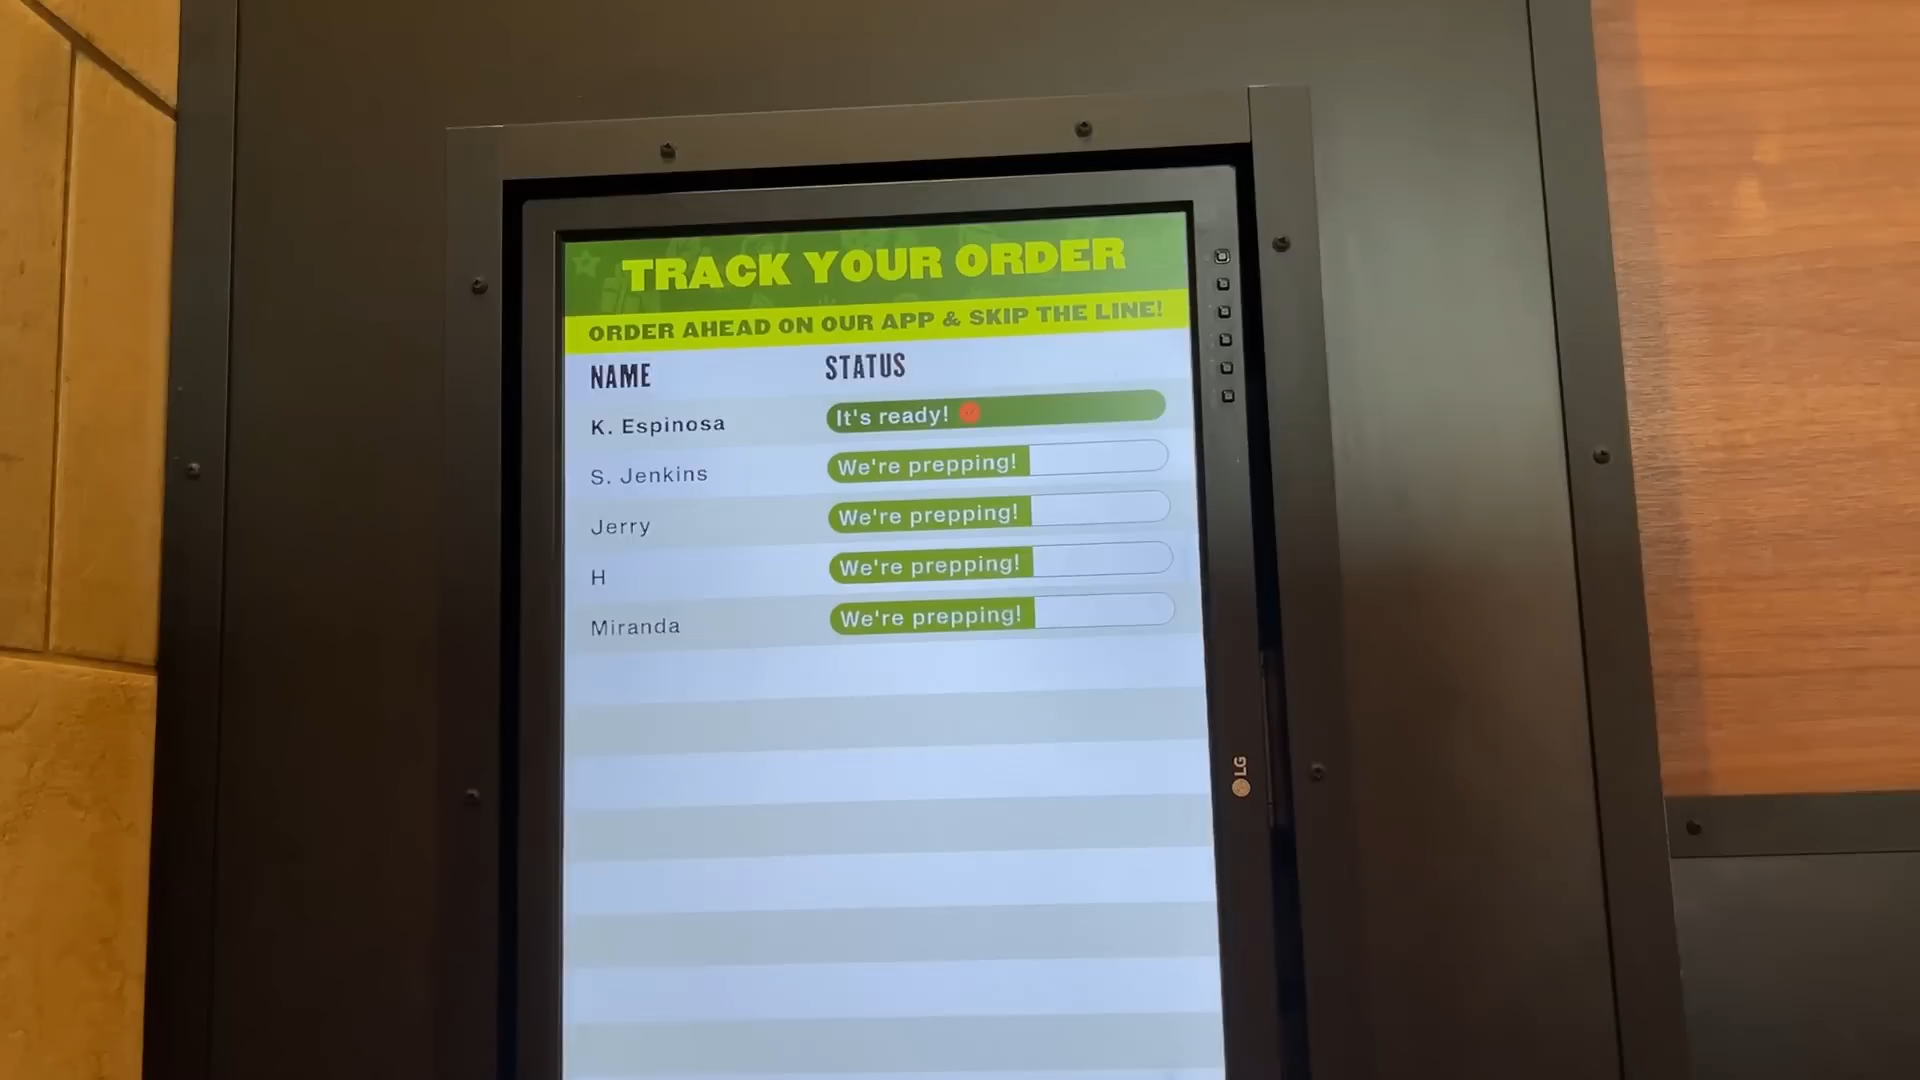 TRACK YOUR ORDER
ORDER AHEAD ON OUR APP & SKIP THE LINE!
NAME STATUS
K. Espinosa It's ready!
S. Jenkins We're prepping!
Jerry We're prepping!
H We're prepping!
Miranda We're prepping!
LG